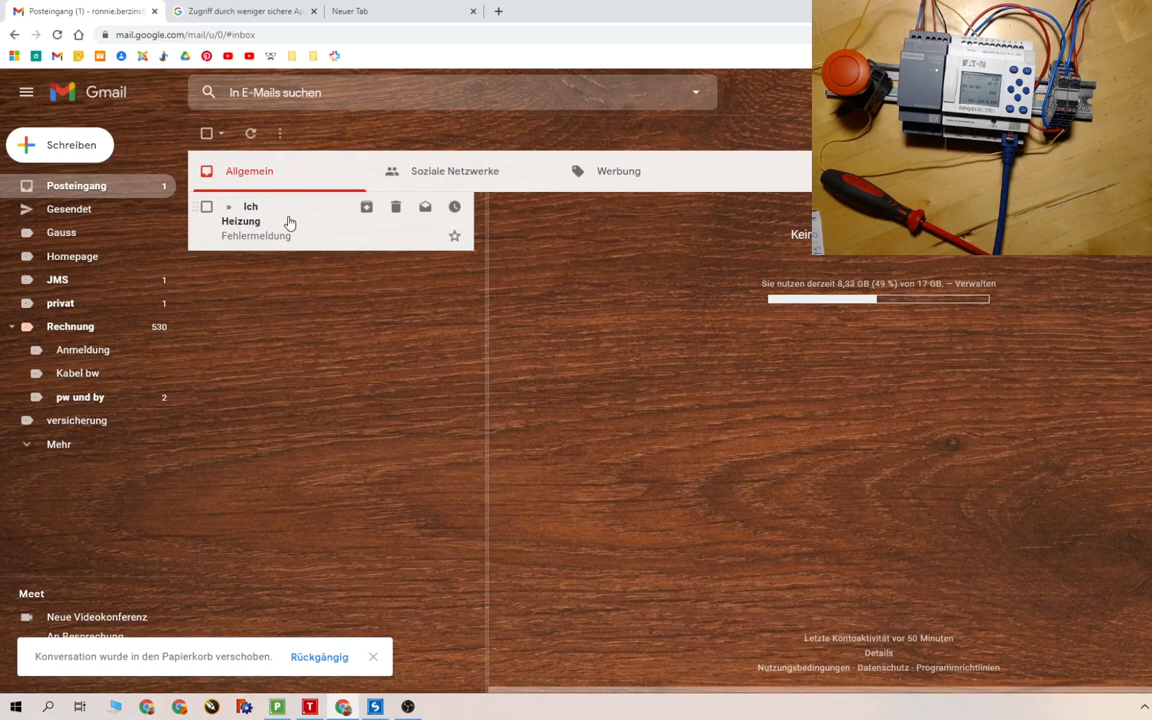 Posteingang (1) - ronnie.berzins@
Zugriff durch weniger sichere Ap
Neuer Tab
mail.google.com/mail/u/0/#inbox
Gmail
In E-Mails suchen
Schreiben
Posteingang 1
Gesendet
Gauss
Homepage
JMS 1
privat 1
Rechnung 530
Anmeldung
Kabel bw
pw und by 2
versicherung
Mehr
Allgemein
Soziale Netzwerke
Werbung
» Ich
Heizung
Fehlermeldung
Kein
Sie nutzen derzeit 8,33 GB (49 %) von 17 GB. – Verwalten
E·T·N
Meet
Neue Videokonferenz
An Besprechung
Konversation wurde in den Papierkorb verschoben.
Rückgängig
Letzte Kontoaktivität vor 50 Minuten
Details
Nutzungsbedingungen · Datenschutz · Programmrichtlinien